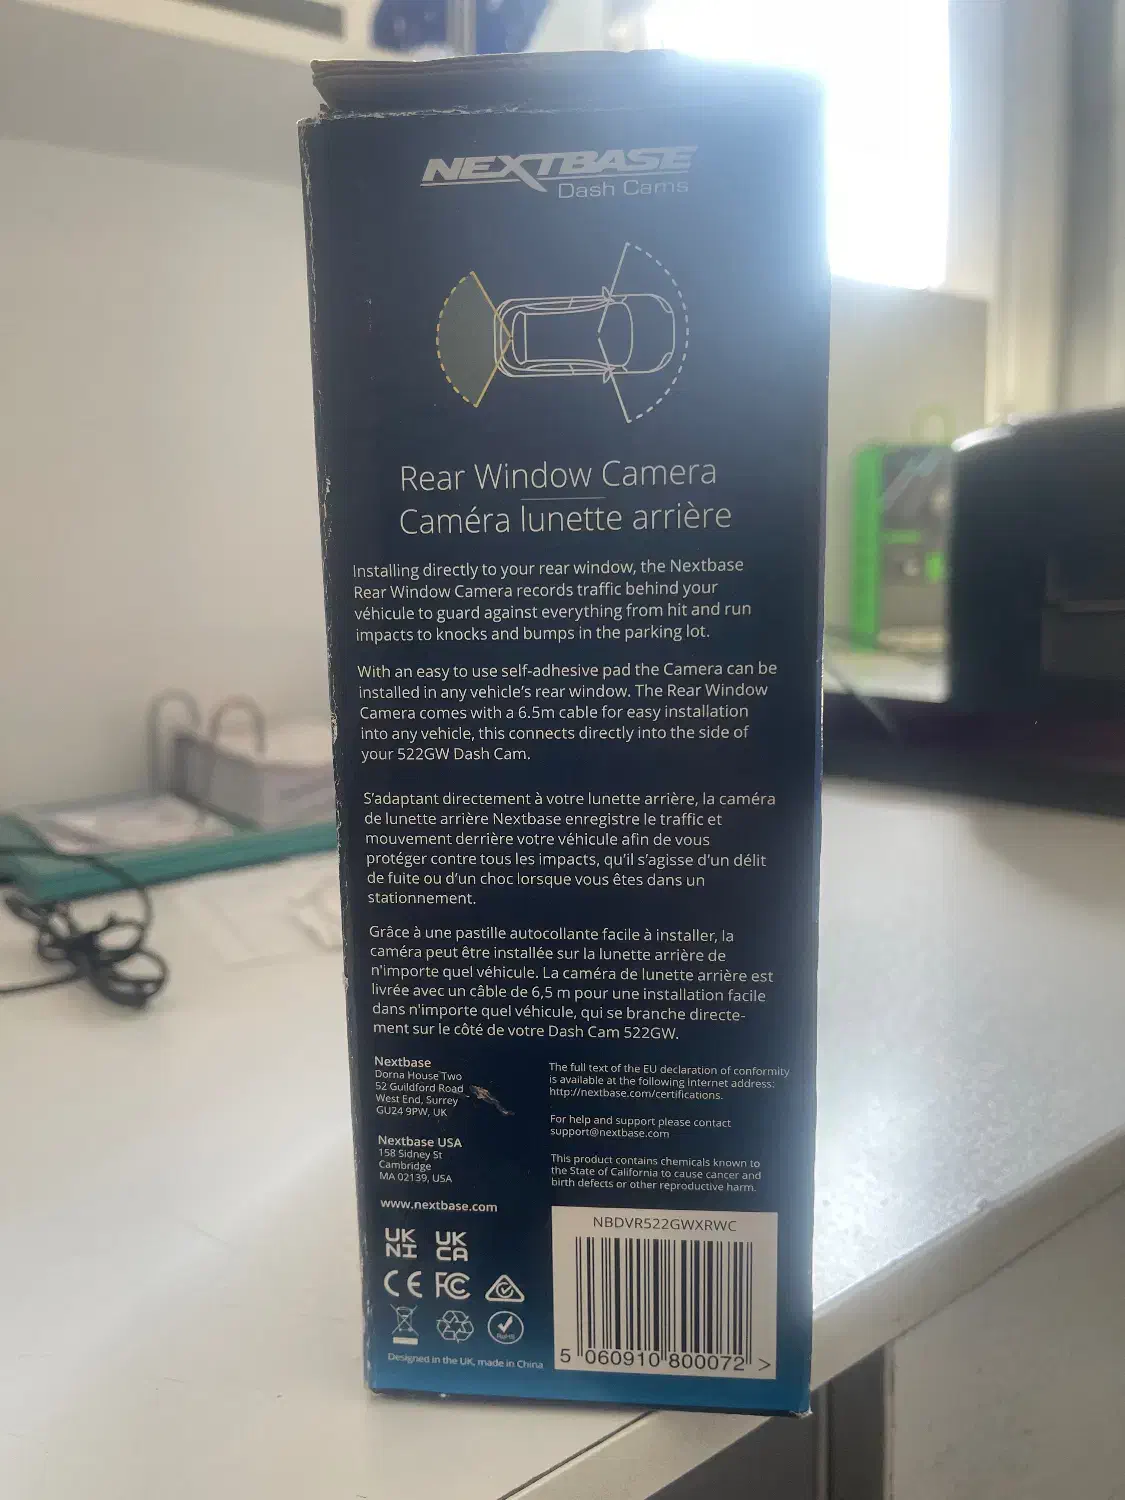 NEXTBASE
Dash Cams
Rear Window Camera
Caméra lunette arrière
Installing directly to your rear window, the Nextbase
Rear Window Camera records traffic behind your
véhicule to guard against everything from hit and run
impacts to knocks and bumps in the parking lot.
With an easy to use self-adhesive pad the Camera can be
installed in any vehicle's rear window. The Rear Window
Camera comes with a 6.5m cable for easy installation
into any vehicle, this connects directly into the side of
your 522GW Dash Cam.
S'adaptant directement à votre lunette arrière, la caméra
de lunette arrière Nextbase enregistre le traffic et
mouvement derrière votre véhicule afin de vous
protéger contre tous les impacts, qu'il s'agisse d'un délit
de fuite ou d'un choc lorsque vous êtes dans un
stationnement.
Grâce à une pastille autocollante facile à installer, la
caméra peut être installée sur la lunette arrière de
n'importe quel véhicule. La caméra de lunette arrière est
livrée avec un câble de 6,5 m pour une installation facile
dans n'importe quel véhicule, qui se branche directe-
ment sur le côté de votre Dash Cam 522GW.
Nextbase
Dorna House Two
52 Guildford Road
West End, Surrey
GU24 9PW, UK
Nextbase USA
158 Sidney St
Cambridge
MA 02139, USA
www.nextbase.com
The full text of the EU declaration of conformity
is available at the following internet address:
http://nextbase.com/certifications.
For help and support please contact
support@nextbase.com
This product contains chemicals known to
the State of California to cause cancer and
birth defects or other reproductive harm.
UK
NI
UK
CA
CE FC
RoHS
Designed in the UK, made in China
NBDVR522GWXRWC
5 060910 800072 >